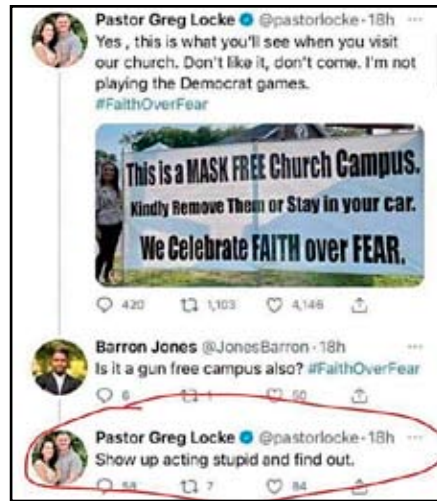 Pastor Greg Locke @pastorlocke · 18h ...
Yes , this is what you'll see when you visit
our church. Don't like it, don't come. I'm not
playing the Democrat games.
#FaithOverFear
This is a MASK FREE Church Campus.
Kindly Remove Them or Stay in your car.
We Celebrate FAITH over FEAR.
420 1,103 4,146
Barron Jones @JonesBarron · 18h ...
Is it a gun free campus also? #FaithOverFear
6 1 50
Pastor Greg Locke @pastorlocke · 18h ...
Show up acting stupid and find out.
58 7 84